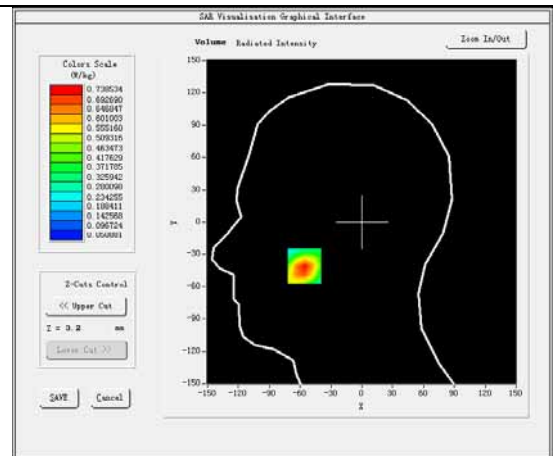 SAR Visualisation Graphical Interface
Volume Radiated Intensity
Zoom In/Out
Colors Scale
(W/kg)
0.738534
0.692690
0.646847
0.601003
0.555160
0.509316
0.463473
0.417629
0.371785
0.325942
0.280098
0.234255
0.188411
0.142568
0.096724
0.050881
Z-Cuts Control
<< Upper Cut
Z = 3.2 mm
Lower Cut >>
SAVE
Cancel
150
120
90
60
30
0
-30
-60
-90
-120
-150
Y
-150 -120 -90 -60 -30 0 30 60 90 120 150
X